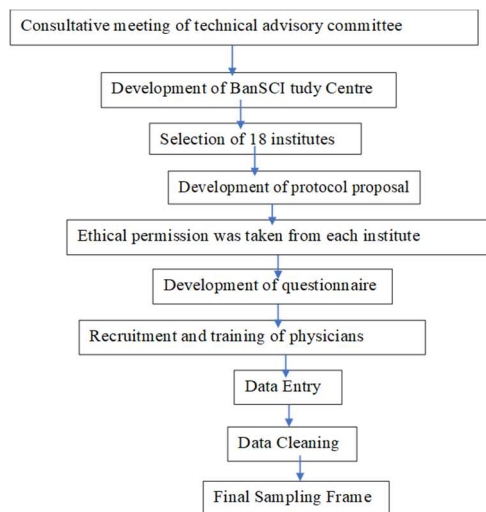 Consultative meeting of technical advisory committee
Development of BanSCI tudy Centre
Selection of 18 institutes
Development of protocol proposal
Ethical permission was taken from each institute
Development of questionnaire
Recruitment and training of physicians
Data Entry
Data Cleaning
Final Sampling Frame